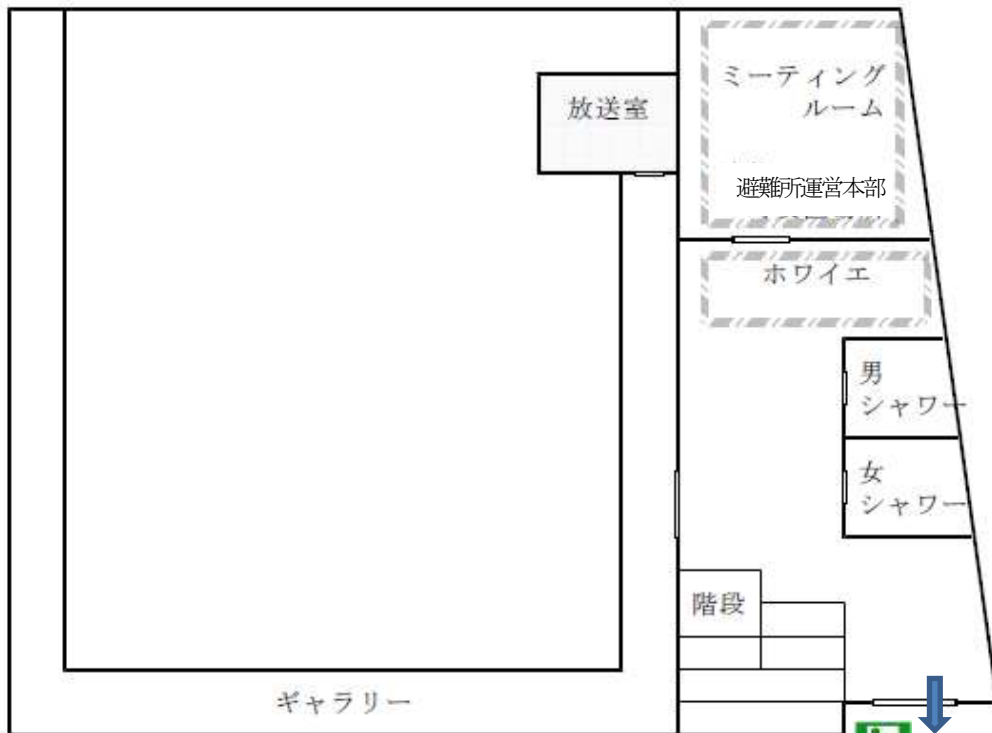 ミーティング
ルーム
放送室
避難所運営本部
ホワイエ
男
シャワー
女
シャワー
階段
ギャラリー